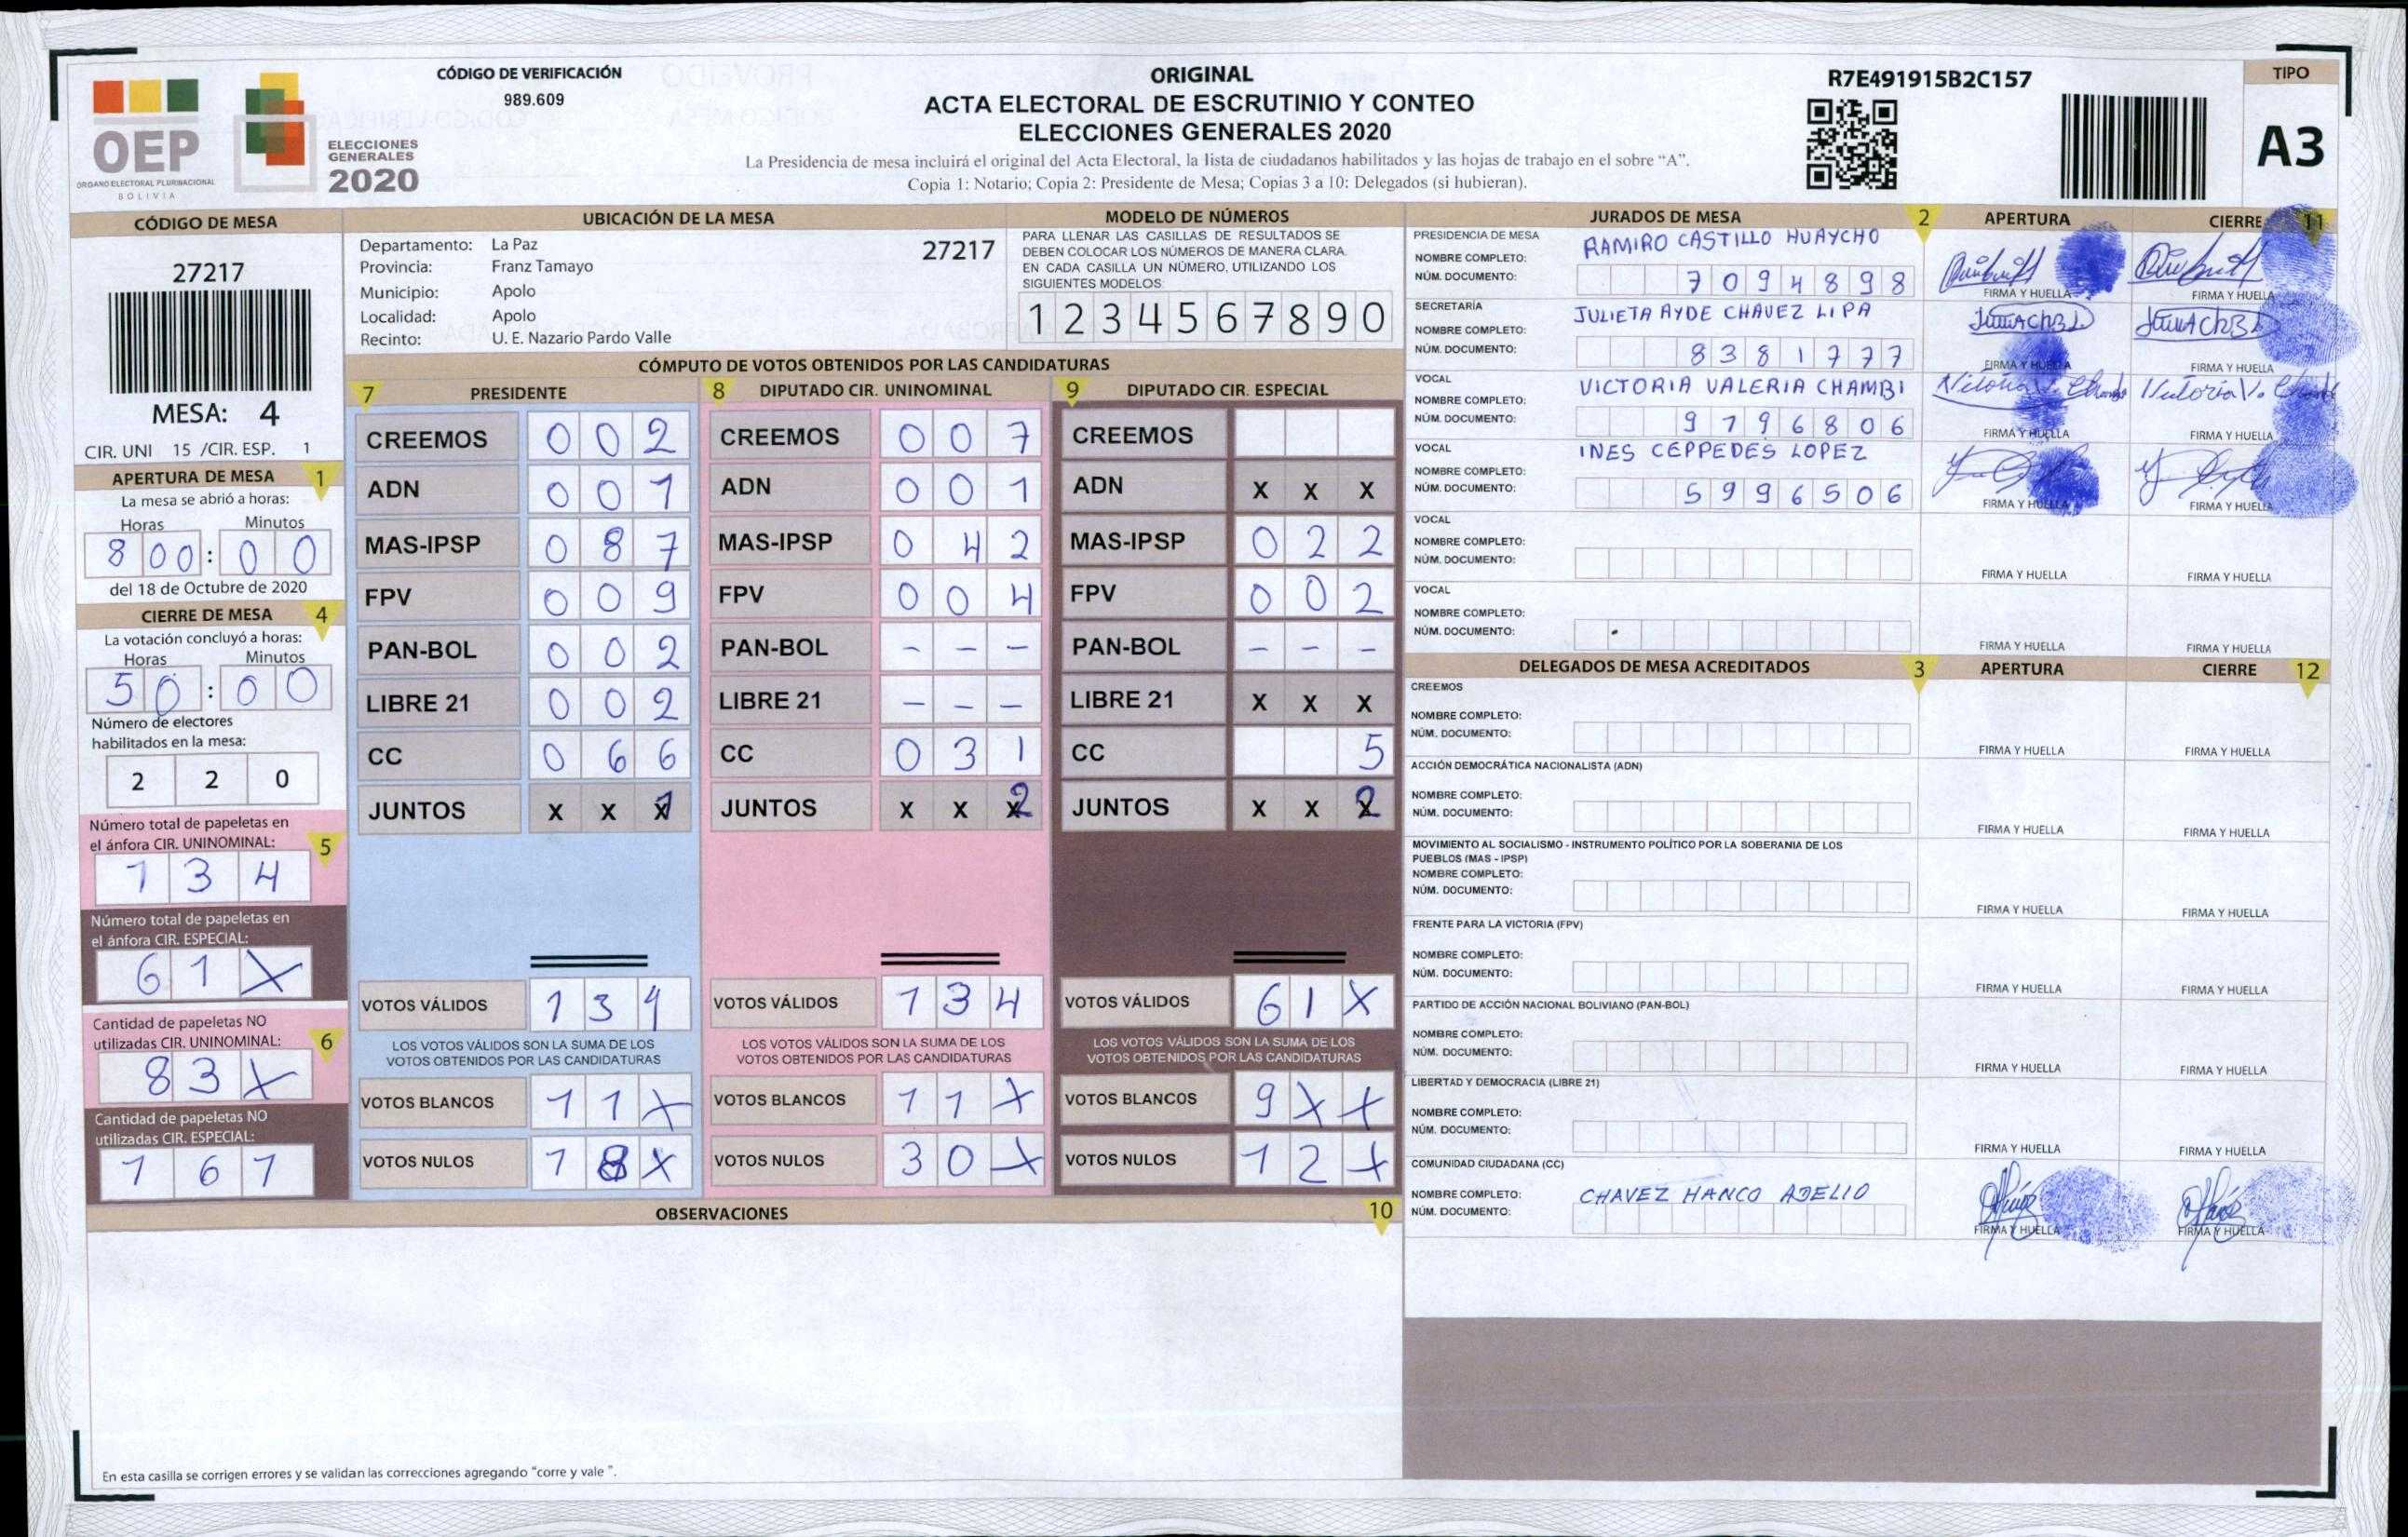 CÓDIGO DE VERIFICACIÓN
989.609
OEP
ÓRGANO ELECTORAL PLURINACIONAL
BOLIVIA
ELECCIONES
GENERALES
2020
ORIGINAL
ACTA ELECTORAL DE ESCRUTINIO Y CONTEO
ELECCIONES GENERALES 2020
La Presidencia de mesa incluirá el original del Acta Electoral, la lista de ciudadanos habilitados y las hojas de trabajo en el sobre “A”.
Copia 1: Notario; Copia 2: Presidente de Mesa; Copias 3 a 10: Delegados (si hubieran).
R7E491915B2C157
TIPO
A3
CÓDIGO DE MESA
27217
MESA: 4
CIR. UNI 15 /CIR. ESP. 1
APERTURA DE MESA 1
La mesa se abrió a horas:
Horas Minutos
8 00 : 0 0
del 18 de Octubre de 2020
CIERRE DE MESA 4
La votación concluyó a horas:
Horas Minutos
5 0 : 0 0
Número de electores
habilitados en la mesa:
2 2 0
Número total de papeletas en
el ánfora CIR. UNINOMINAL: 5
1 3 4
Número total de papeletas en
el ánfora CIR. ESPECIAL:
6 1 X
Cantidad de papeletas NO
utilizadas CIR. UNINOMINAL: 6
8 3 X
Cantidad de papeletas NO
utilizadas CIR. ESPECIAL:
1 6 1
UBICACIÓN DE LA MESA
Departamento: La Paz 27217
Provincia: Franz Tamayo
Municipio: Apolo
Localidad: Apolo
Recinto: U. E. Nazario Pardo Valle
MODELO DE NÚMEROS
PARA LLENAR LAS CASILLAS DE RESULTADOS SE
DEBEN COLOCAR LOS NÚMEROS DE MANERA CLARA.
EN CADA CASILLA UN NÚMERO, UTILIZANDO LOS
SIGUIENTES MODELOS:
1 2 3 4 5 6 7 8 9 0
CÓMPUTO DE VOTOS OBTENIDOS POR LAS CANDIDATURAS
7 PRESIDENTE
CREEMOS 0 0 2
ADN 0 0 1
MAS-IPSP 0 8 7
FPV 0 0 9
PAN-BOL 0 0 2
LIBRE 21 0 0 2
CC 0 6 6
JUNTOS X X
VOTOS VÁLIDOS 1 3 9
LOS VOTOS VÁLIDOS SON LA SUMA DE LOS
VOTOS OBTENIDOS POR LAS CANDIDATURAS
VOTOS BLANCOS 1 1 X
VOTOS NULOS 1 8 X
8 DIPUTADO CIR. UNINOMINAL
CREEMOS 0 0 7
ADN 0 0 1
MAS-IPSP 0 4 2
FPV 0 0 4
PAN-BOL - - -
LIBRE 21 - - -
CC 0 3 1
JUNTOS X X 2
VOTOS VÁLIDOS 1 3 4
LOS VOTOS VÁLIDOS SON LA SUMA DE LOS
VOTOS OBTENIDOS POR LAS CANDIDATURAS
VOTOS BLANCOS 1 1 X
VOTOS NULOS 3 0 X
9 DIPUTADO CIR. ESPECIAL
CREEMOS
ADN X X X
MAS-IPSP 0 2 2
FPV 0 0 2
PAN-BOL - - -
LIBRE 21 X X X
CC 5
JUNTOS X X 2
VOTOS VÁLIDOS 6 1 X
LOS VOTOS VÁLIDOS SON LA SUMA DE LOS
VOTOS OBTENIDOS POR LAS CANDIDATURAS
VOTOS BLANCOS 9 X X
VOTOS NULOS 1 2 X
OBSERVACIONES 10
En esta casilla se corrigen errores y se validan las correcciones agregando “corre y vale ”.
JURADOS DE MESA 2 APERTURA CIERRE 11
PRESIDENCIA DE MESA
NOMBRE COMPLETO: RAMIRO CASTILLO HUAYCHO
NÚM. DOCUMENTO: 7 0 9 4 8 9 8
FIRMA Y HUELLA FIRMA Y HUELLA
SECRETARÍA
NOMBRE COMPLETO: JULIETA AYDE CHAVEZ LIPA
NÚM. DOCUMENTO: 8 3 8 1 7 7 7
FIRMA Y HUELLA FIRMA Y HUELLA
VOCAL
NOMBRE COMPLETO: VICTORIA VALERIA CHAMBI
NÚM. DOCUMENTO: 9 7 9 6 8 0 6
FIRMA Y HUELLA FIRMA Y HUELLA
VOCAL
NOMBRE COMPLETO: INES CEPPEDES LOPEZ
NÚM. DOCUMENTO: 5 9 9 6 5 0 6
FIRMA Y HUELLA FIRMA Y HUELLA
VOCAL
NOMBRE COMPLETO:
NÚM. DOCUMENTO:
FIRMA Y HUELLA FIRMA Y HUELLA
VOCAL
NOMBRE COMPLETO:
NÚM. DOCUMENTO:
FIRMA Y HUELLA FIRMA Y HUELLA
DELEGADOS DE MESA ACREDITADOS 3 APERTURA CIERRE 12
CREEMOS
NOMBRE COMPLETO:
NÚM. DOCUMENTO:
FIRMA Y HUELLA FIRMA Y HUELLA
ACCIÓN DEMOCRÁTICA NACIONALISTA (ADN)
NOMBRE COMPLETO:
NÚM. DOCUMENTO:
FIRMA Y HUELLA FIRMA Y HUELLA
MOVIMIENTO AL SOCIALISMO - INSTRUMENTO POLÍTICO POR LA SOBERANIA DE LOS
PUEBLOS (MAS - IPSP)
NOMBRE COMPLETO:
NÚM. DOCUMENTO:
FIRMA Y HUELLA FIRMA Y HUELLA
FRENTE PARA LA VICTORIA (FPV)
NOMBRE COMPLETO:
NÚM. DOCUMENTO:
FIRMA Y HUELLA FIRMA Y HUELLA
PARTIDO DE ACCIÓN NACIONAL BOLIVIANO (PAN-BOL)
NOMBRE COMPLETO:
NÚM. DOCUMENTO:
FIRMA Y HUELLA FIRMA Y HUELLA
LIBERTAD Y DEMOCRACIA (LIBRE 21)
NOMBRE COMPLETO:
NÚM. DOCUMENTO:
FIRMA Y HUELLA FIRMA Y HUELLA
COMUNIDAD CIUDADANA (CC)
NOMBRE COMPLETO: CHAVEZ HANCO ADELIO
NÚM. DOCUMENTO:
FIRMA Y HUELLA FIRMA Y HUELLA